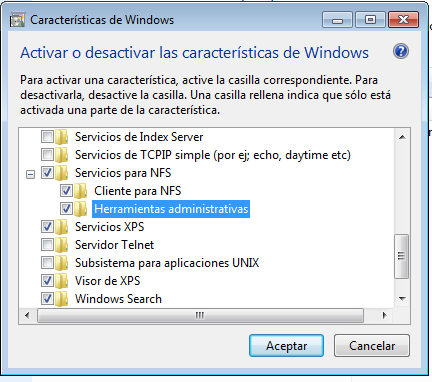 Características de Windows
Activar o desactivar las características de Windows
Para activar una característica, active la casilla correspondiente. Para
desactivarla, desactive la casilla. Una casilla rellena indica que sólo está
activada una parte de la característica.
Servicios de Index Server
Servicios de TCPIP simple (por ej; echo, daytime etc)
Servicios para NFS
Cliente para NFS
Herramientas administrativas
Servicios XPS
Servidor Telnet
Subsistema para aplicaciones UNIX
Visor de XPS
Windows Search
Aceptar Cancelar